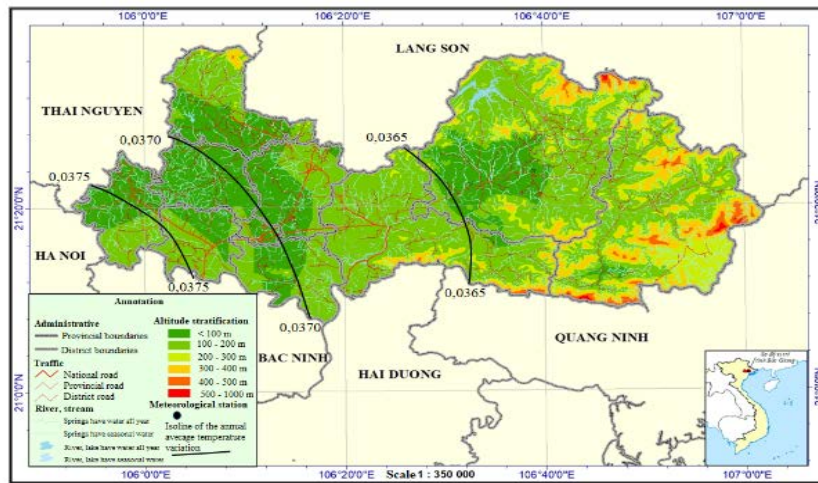 106°0'0"E
106°20'0"E
106°40'0"E
107°0'0"E
LANG SON
THAI NGUYEN
0,0370
0,0365
0,0375
21°20'0"N
21°20'0"N
HA NOI
0,0375
0,0365
0,0370
QUANG NINH
BAC NINH
HAI DUONG
21°0'0"N
21°0'0"N
Annotation
Administrative
Provincial boundaries
District boundaries
Traffic
National road
Provincial road
District road
River, stream
Springs have water all year
Springs have seasonal water
River, lake have water all year
River, lake have seasonal water
Altitude stratification
< 100 m
100 - 200 m
200 - 300 m
300 - 400 m
400 - 500 m
500 - 1000 m
Meteorological station
Isoline of the annual
average temperature
variation
106°0'0"E
106°20'0"E
Scale 1 : 350 000
106°40'0"E
107°0'0"E